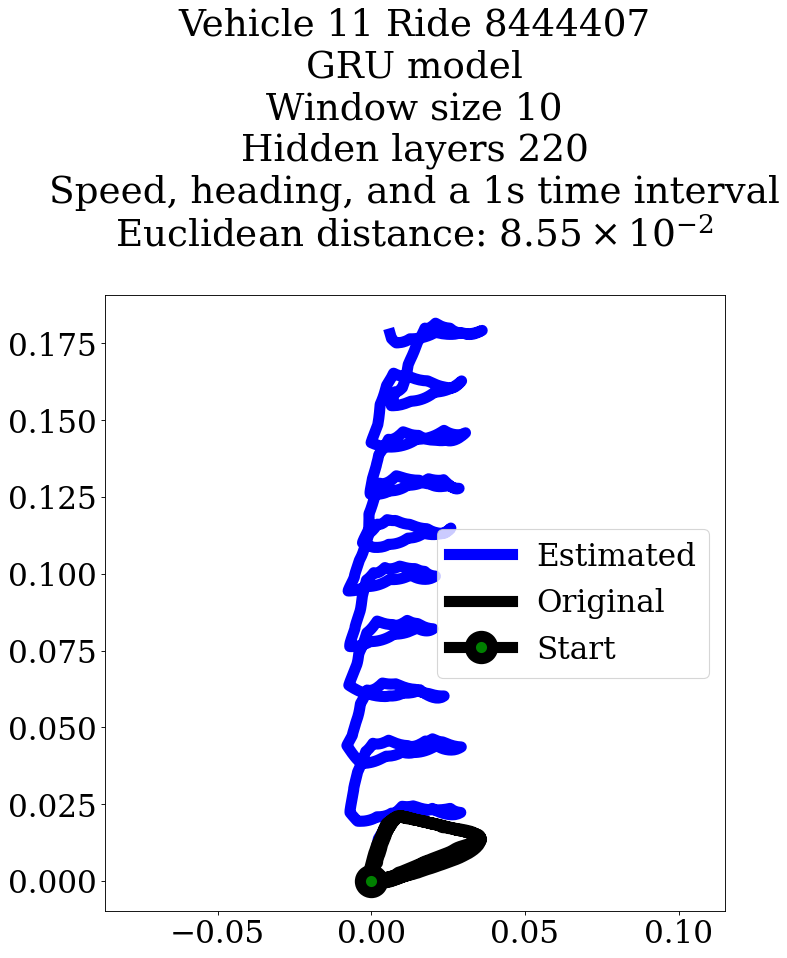 Vehicle 11 Ride 8444407
GRU model
Window size 10
Hidden layers 220
Speed, heading, and a 1s time interval
Euclidean distance: 8.55 × 10⁻²
0.175
0.150
0.125
0.100
0.075
0.050
0.025
0.000
Estimated
Original
Start
−0.05
0.00
0.05
0.10